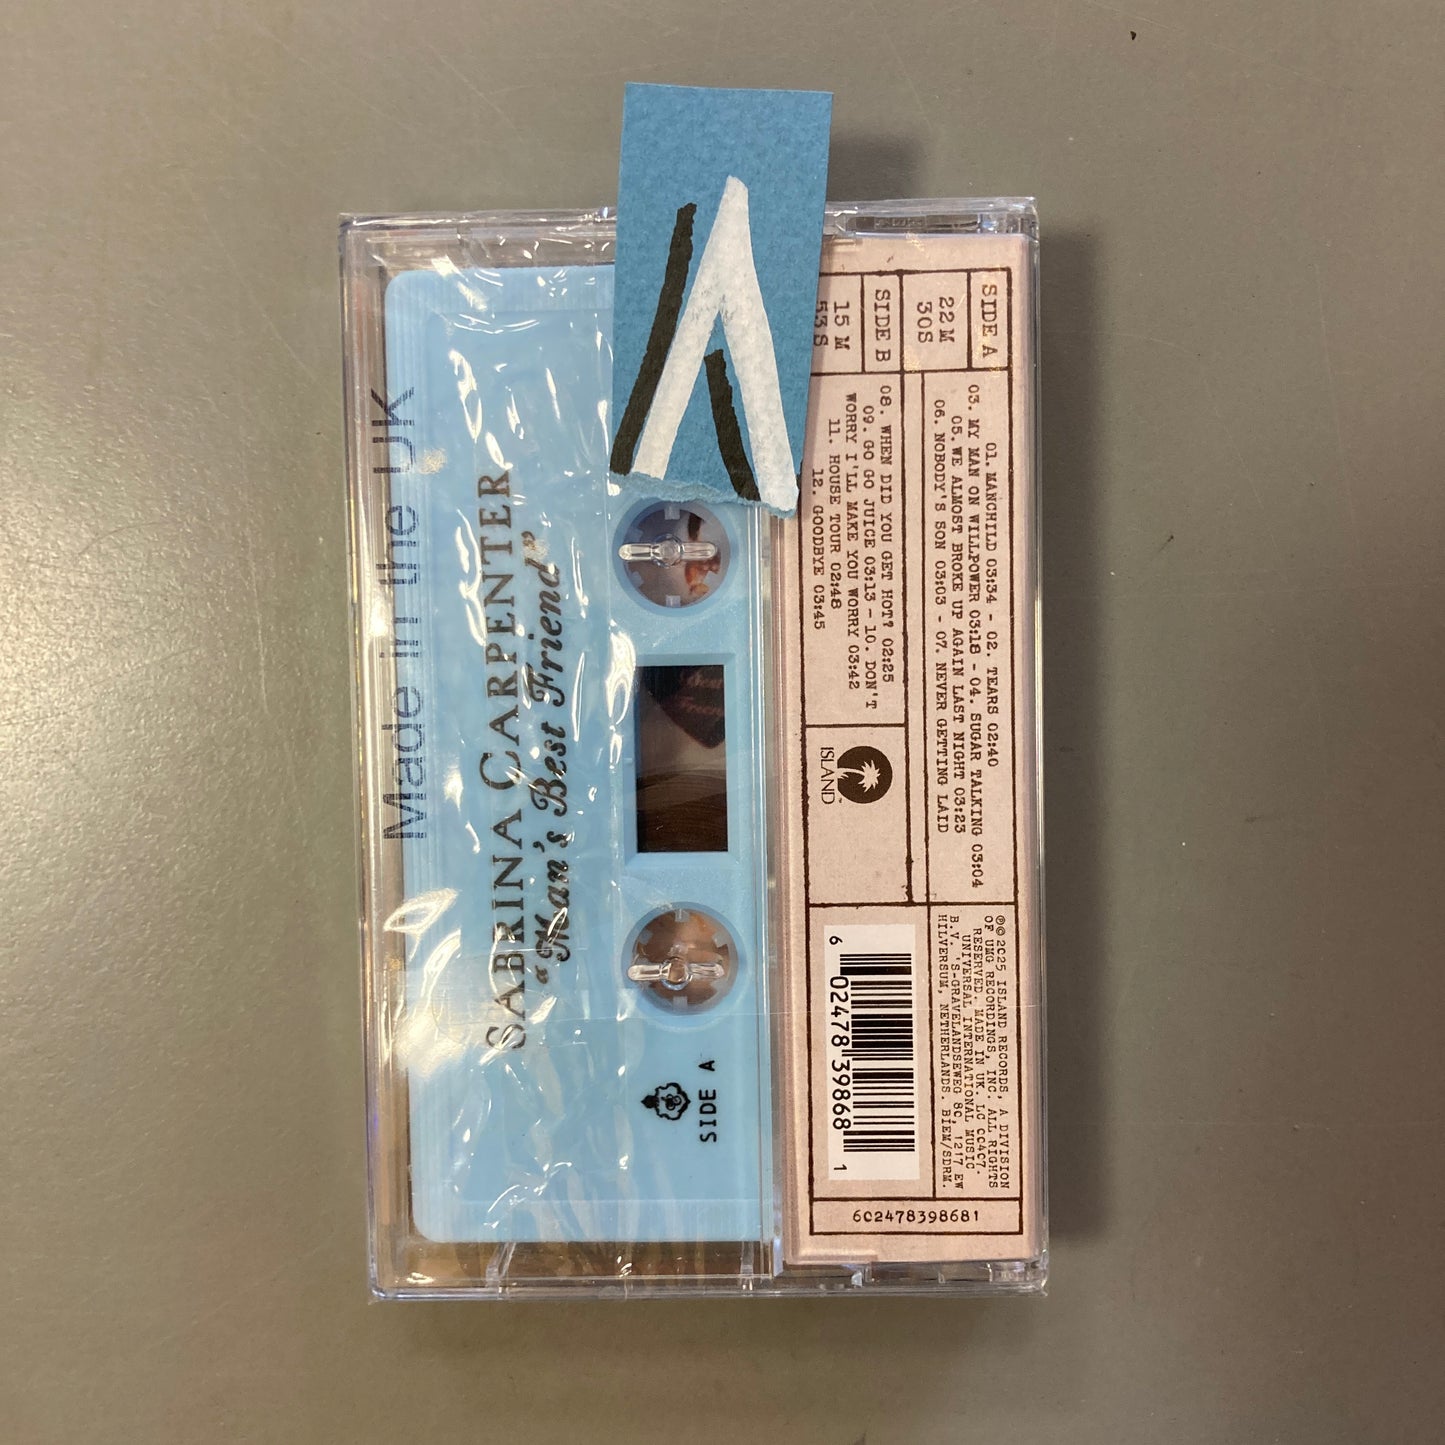 Made in the UK
SABRINA CARPENTER
“Man's Best Friend”
SIDE A
SIDE A
22 M
30S
01. MANCHILD 03:34 - 02. TEARS 02:40
03. MY MAN ON WILLPOWER 03:18 - 04. SUGAR TALKING 03:04
05. WE ALMOST BROKE UP AGAIN LAST NIGHT 03:23
06. NOBODY'S SON 03:03 - 07. NEVER GETTING LAID
SIDE B
15 M
53 S
08. WHEN DID YOU GET HOT? 02:25
09. GO GO JUICE 03:13 - 10. DON'T
WORRY I'LL MAKE YOU WORRY 03:42
11. HOUSE TOUR 02:48
12. GOODBYE 03:45
ISLAND
℗© 2025 ISLAND RECORDS, A DIVISION
OF UMG RECORDINGS, INC. ALL RIGHTS
RESERVED. MADE IN UK. LC 00407.
UNIVERSAL INTERNATIONAL MUSIC
B.V. 'S-GRAVELANDSEWEG 80, 1217 EW
HILVERSUM, NETHERLANDS. BIEM/SDRM.
6 02478 39868 1
602478398681